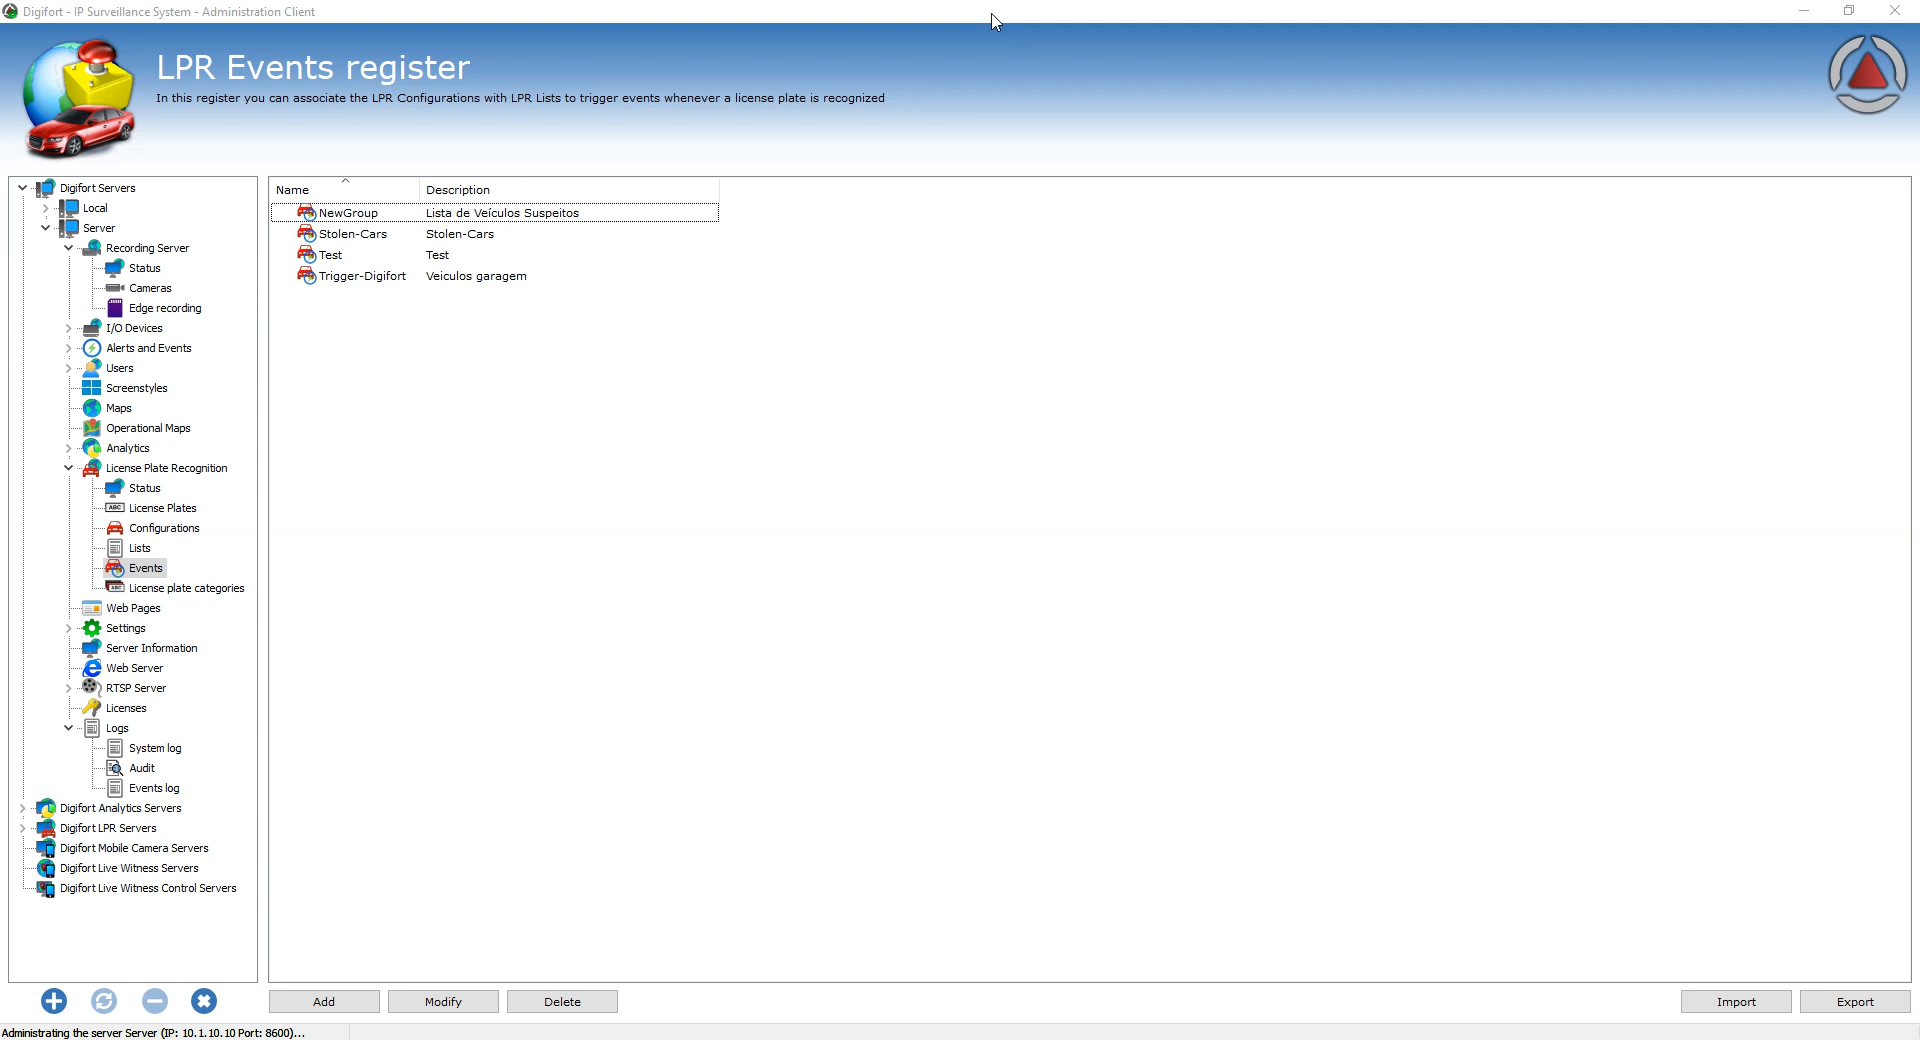 Digifort - IP Surveillance System - Administration Client
LPR Events register
In this register you can associate the LPR Configurations with LPR Lists to trigger events whenever a license plate is recognized
Digifort Servers
Local
Server
Recording Server
Status
Cameras
Edge recording
I/O Devices
Alerts and Events
Users
Screenstyles
Maps
Operational Maps
Analytics
License Plate Recognition
Status
ABC License Plates
Configurations
Lists
Events
ABC License plate categories
Web Pages
Settings
Server Information
Web Server
RTSP Server
Licenses
Logs
System log
Audit
Events log
Digifort Analytics Servers
Digifort LPR Servers
Digifort Mobile Camera Servers
Digifort Live Witness Servers
Digifort Live Witness Control Servers
Name Description
NewGroup Lista de Veículos Suspeitos
Stolen-Cars Stolen-Cars
Test Test
Trigger-Digifort Veiculos garagem
Add Modify Delete Import Export
Administrating the server Server (IP: 10.1.10.10 Port: 8600)...